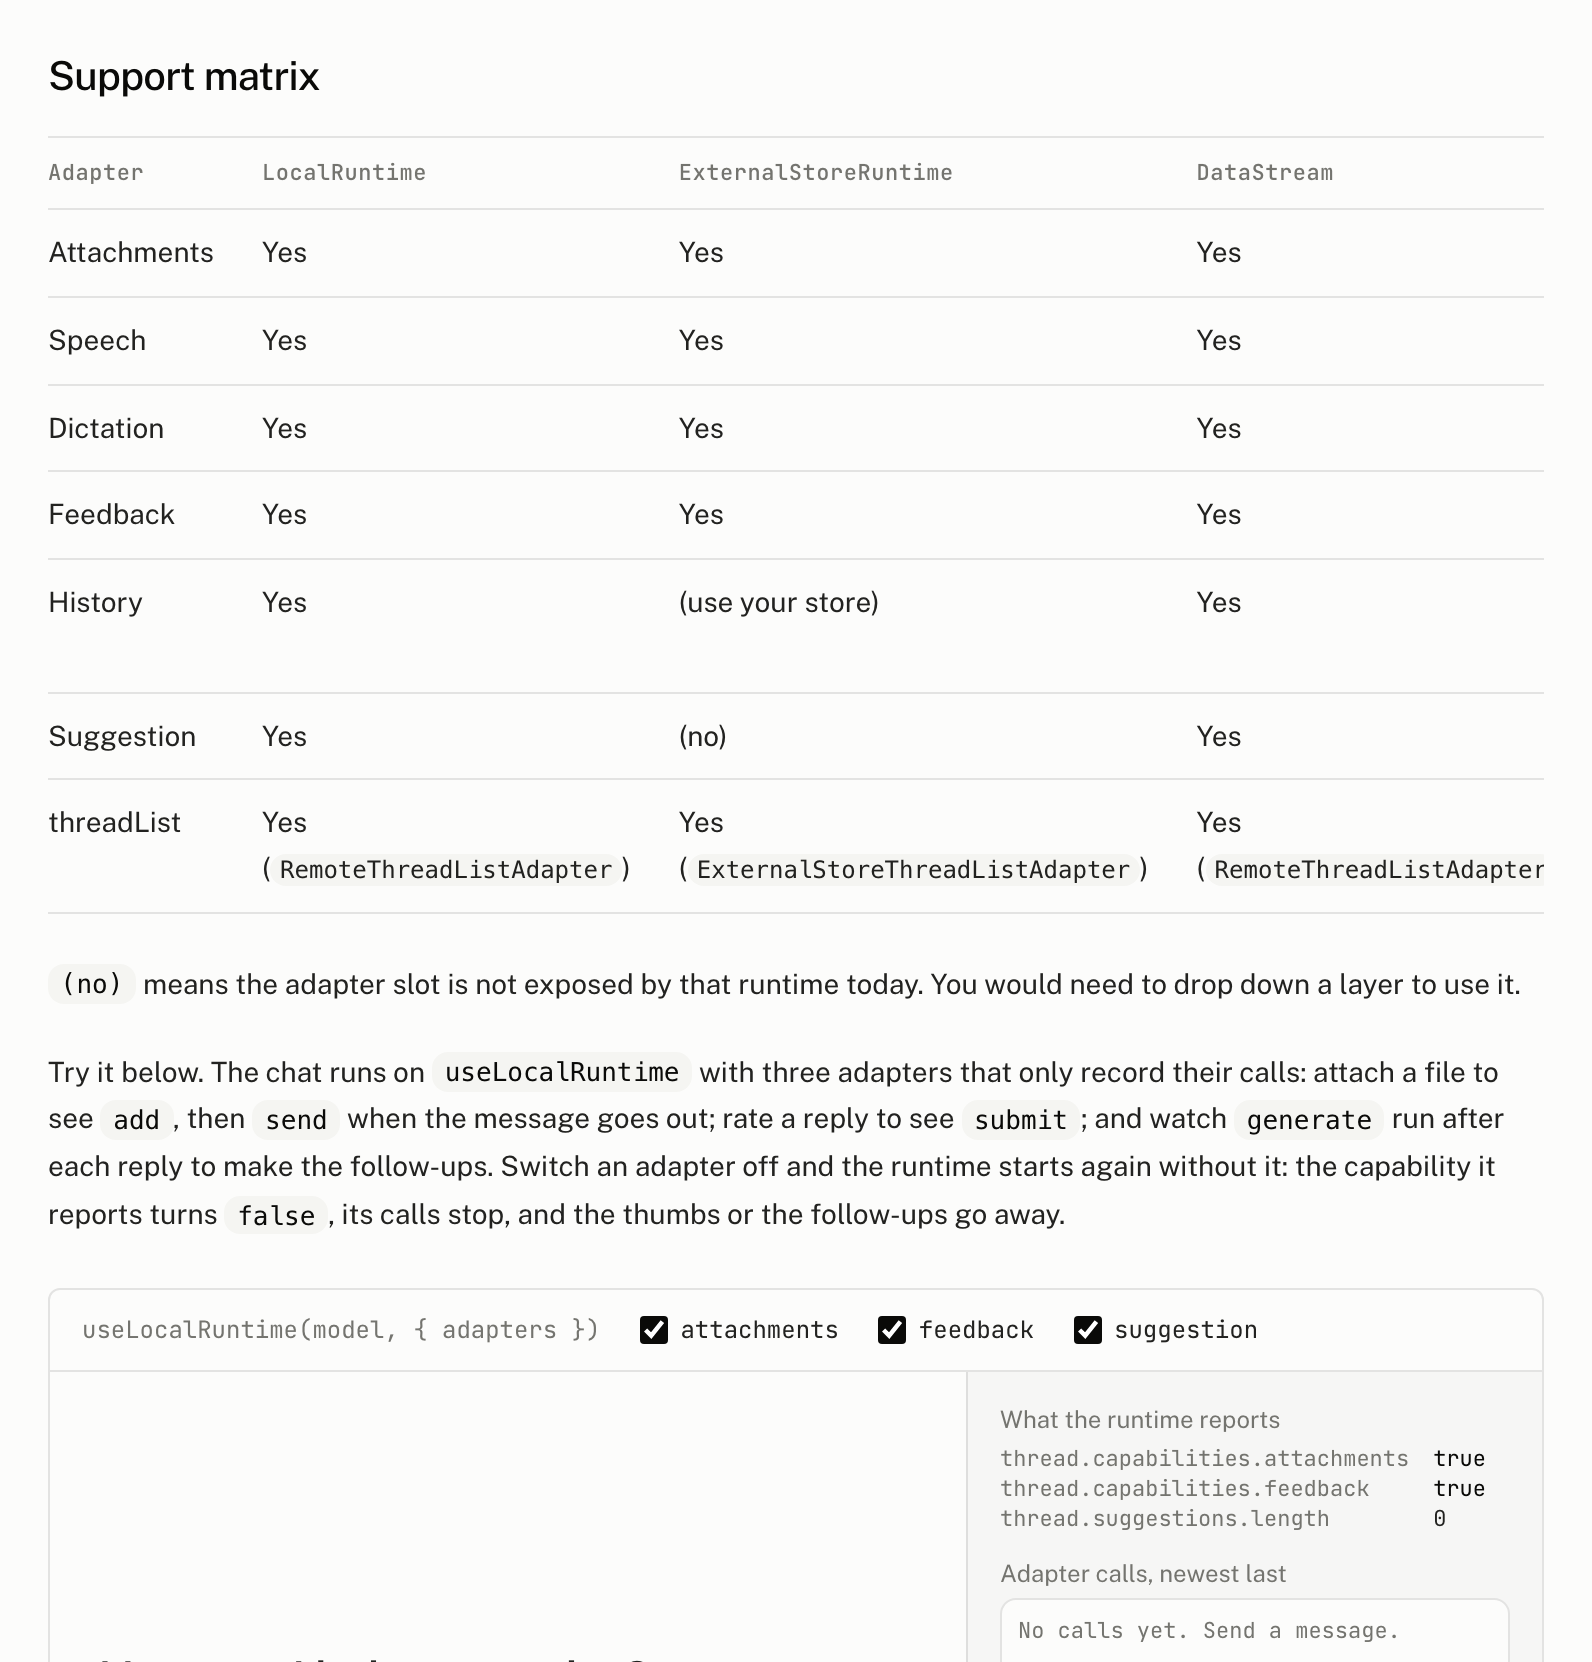 Support matrix
Adapter LocalRuntime ExternalStoreRuntime DataStream
Attachments Yes Yes Yes
Speech Yes Yes Yes
Dictation Yes Yes Yes
Feedback Yes Yes Yes
History Yes (use your store) Yes
Suggestion Yes (no) Yes
threadList Yes Yes Yes
(RemoteThreadListAdapter) (ExternalStoreThreadListAdapter) (RemoteThreadListAdapter
(no) means the adapter slot is not exposed by that runtime today. You would need to drop down a layer to use it.
Try it below. The chat runs on useLocalRuntime with three adapters that only record their calls: attach a file to
see add, then send when the message goes out; rate a reply to see submit; and watch generate run after
each reply to make the follow-ups. Switch an adapter off and the runtime starts again without it: the capability it
reports turns false, its calls stop, and the thumbs or the follow-ups go away.
useLocalRuntime(model, { adapters }) attachments feedback suggestion
What the runtime reports
thread.capabilities.attachments true
thread.capabilities.feedback true
thread.suggestions.length 0
Adapter calls, newest last
No calls yet. Send a message.